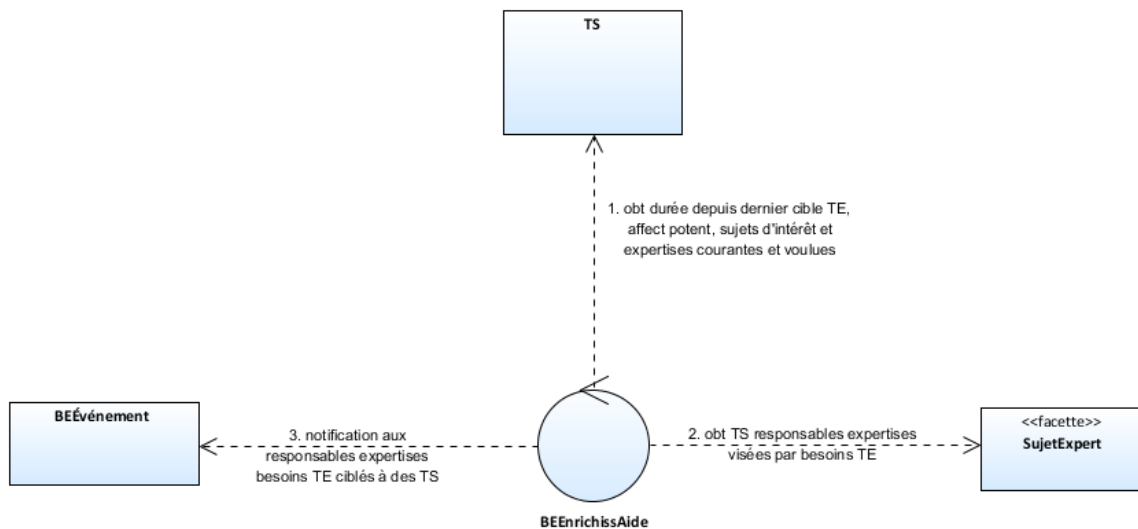 TS
1. obt durée depuis dernier cible TE,
affect potent, sujets d'intérêt et
expertises courantes et voulues
BEÉvénement
3. notification aux
responsables expertises
besoins TE ciblés à des TS
BEEnrichissAide
2. obt TS responsables expertises
visées par besoins TE
<<facette>>
SujetExpert